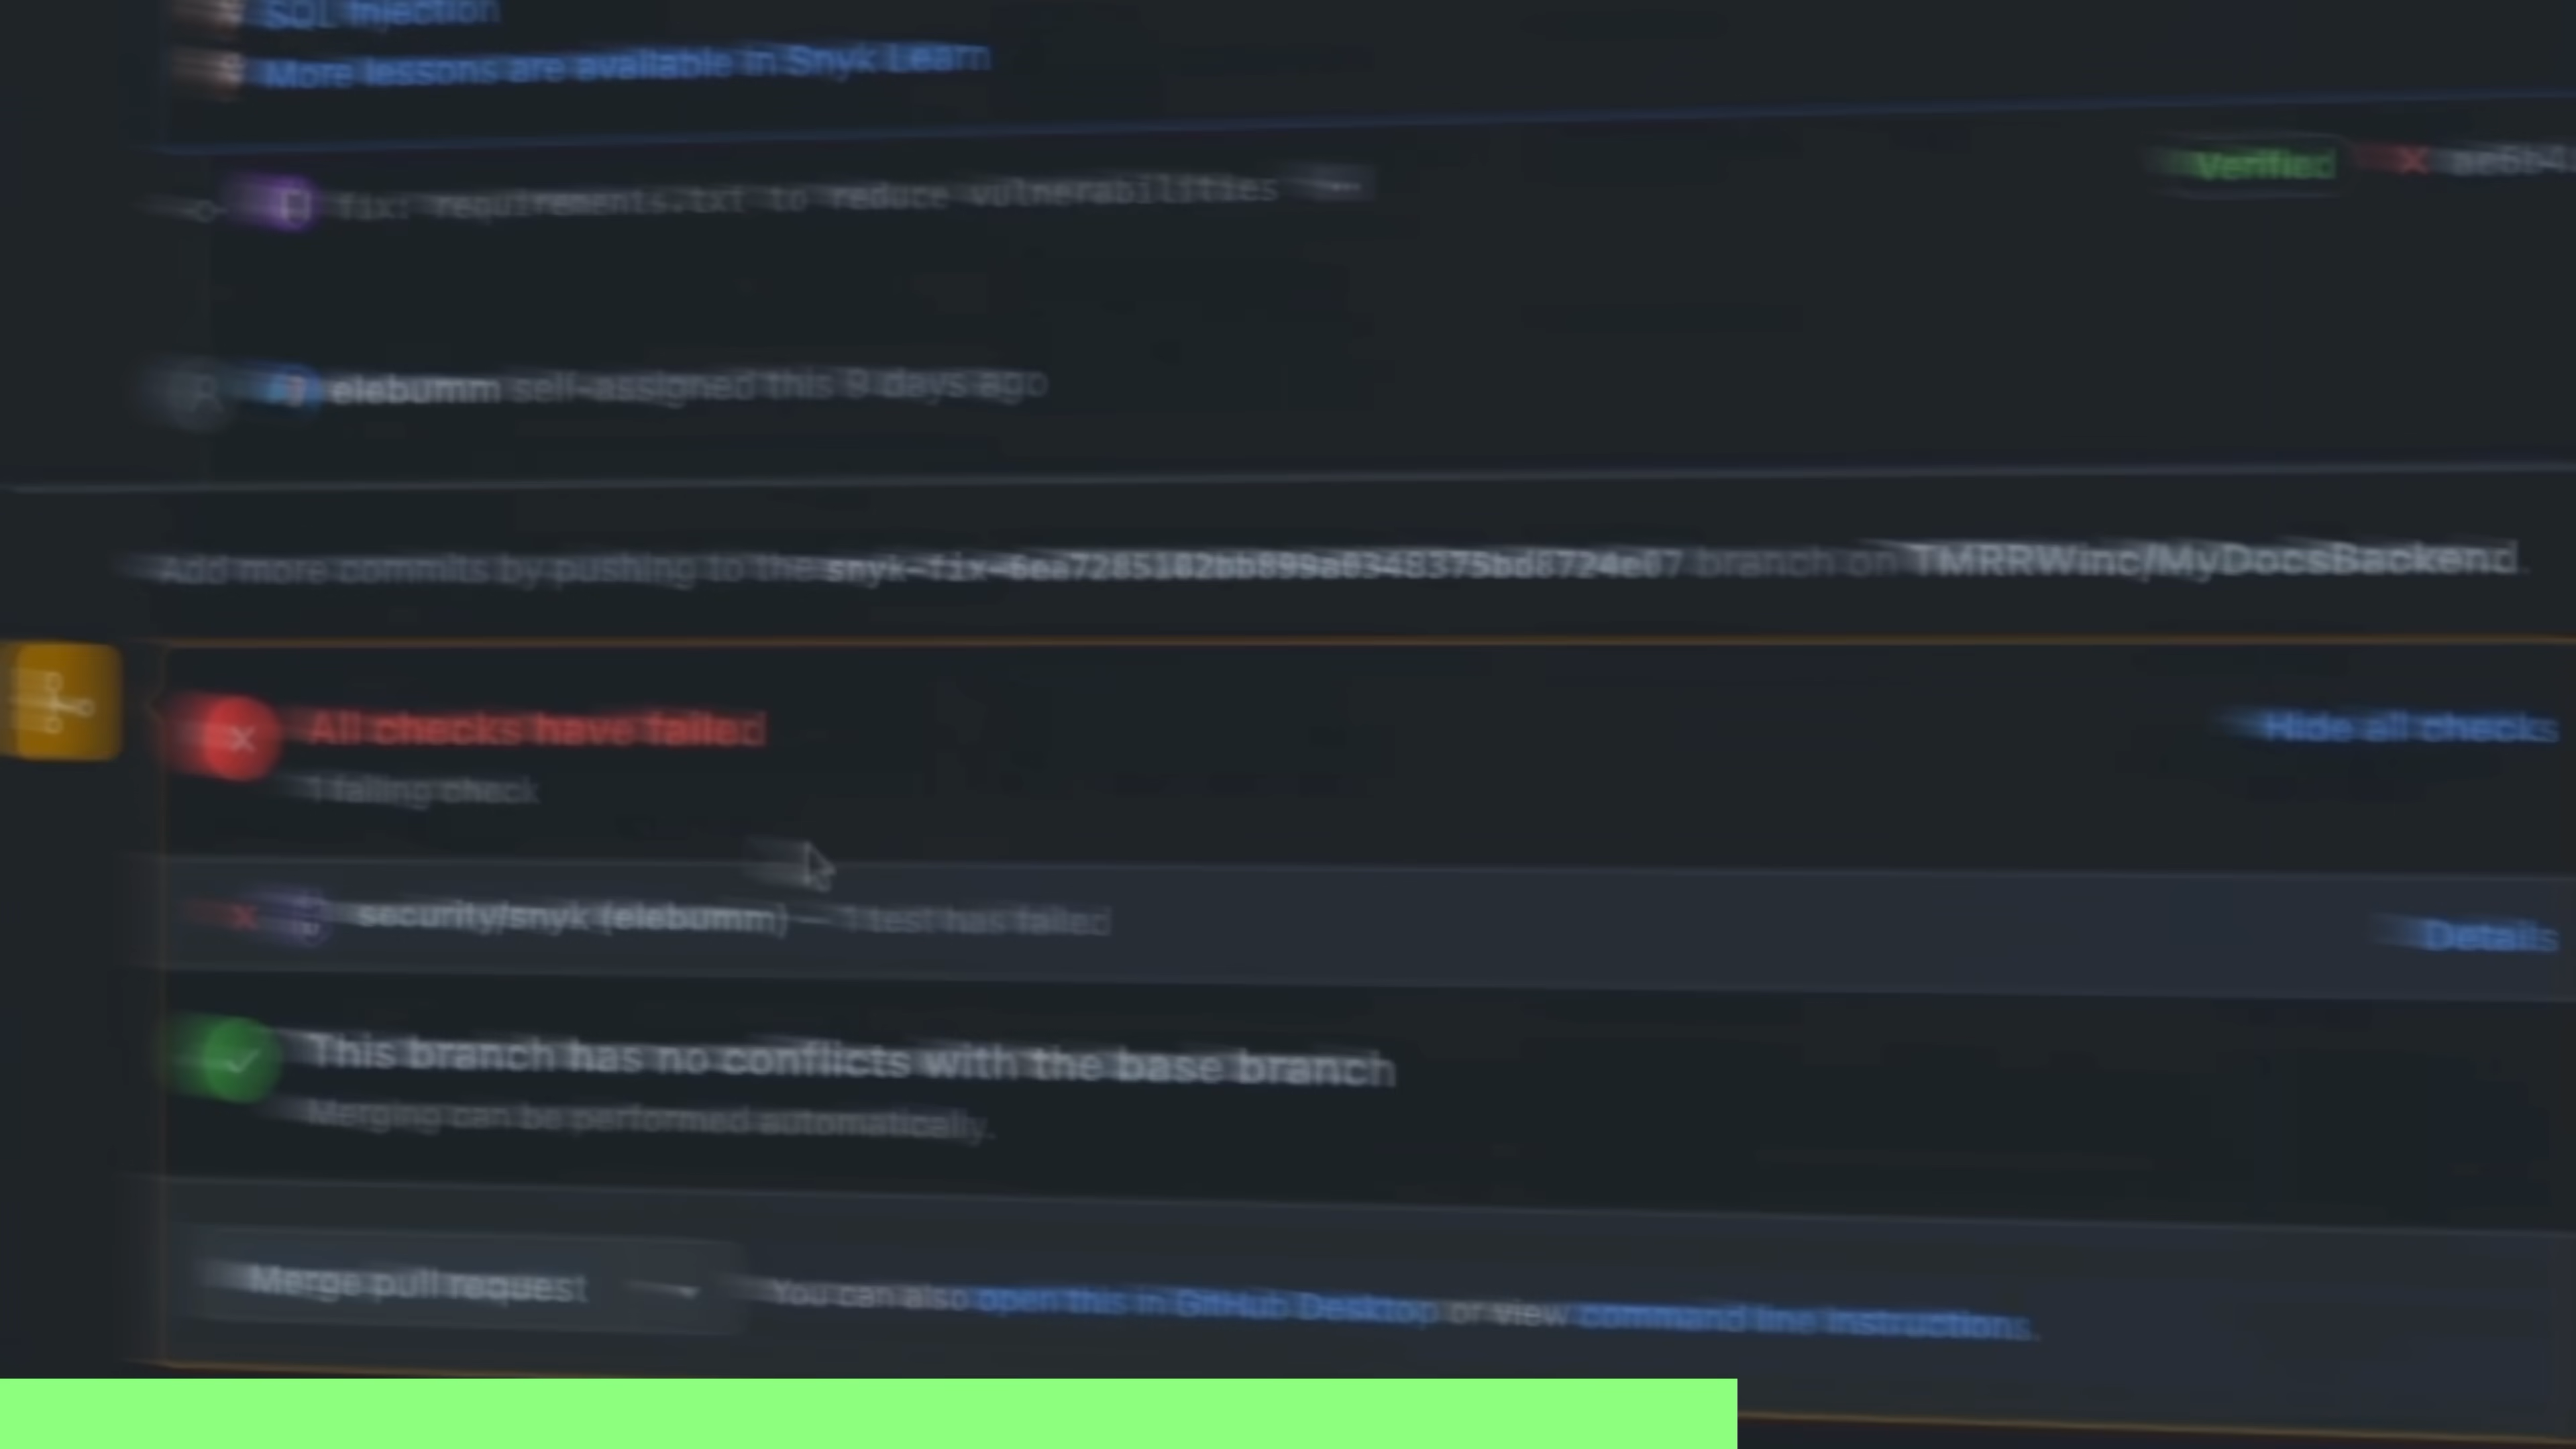 SQL Injection
More lessons are available in Snyk Learn
fix: requirements.txt to reduce vulnerabilities
Verified
elebumm self-assigned this 9 days ago
Add more commits by pushing to the branch on TMRRWinc/MyDocsBackend.
All checks have failed
Hide all checks
1 failing check
security/snyk (elebumm) — 1 test has failed
Details
This branch has no conflicts with the base branch
Merging can be performed automatically.
Merge pull request
You can also open this in GitHub Desktop or view command line instructions.